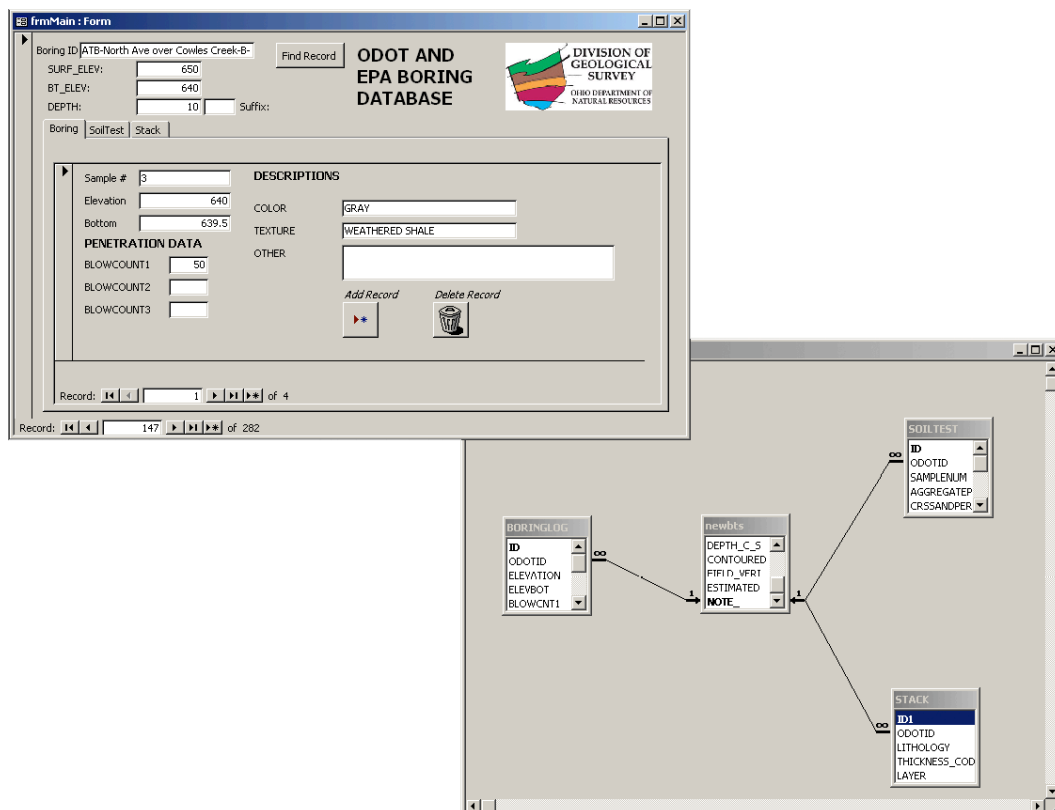 frmMain : Form
Boring ID ATB-North Ave over Cowles Creek-B-
Find Record
ODOT AND
EPA BORING
DATABASE
DIVISION OF
GEOLOGICAL
SURVEY
OHIO DEPARTMENT OF
NATURAL RESOURCES
SURF_ELEV: 650
BT_ELEV: 640
DEPTH: 10 Suffix:
Boring SoilTest Stack
Sample # 3
Elevation 640
Bottom 639.5
PENETRATION DATA
BLOWCOUNT1 50
BLOWCOUNT2
BLOWCOUNT3
DESCRIPTIONS
COLOR GRAY
TEXTURE WEATHERED SHALE
OTHER
Add Record Delete Record
Record: 1 of 4
Record: 147 of 282
BORINGLOG
ID
ODOTID
ELEVATION
ELEVBOT
BLOWCNT1
∞
1
newbts
DEPTH_C_S
CONTOURED
FIELD_VERI
ESTIMATED
NOTE_
1
∞
SOILTEST
ID
ODOTID
SAMPLENUM
AGGREGATEP
CRSSANDPER
∞
STACK
ID1
ODOTID
LITHOLOGY
THICKNESS_COD
LAYER